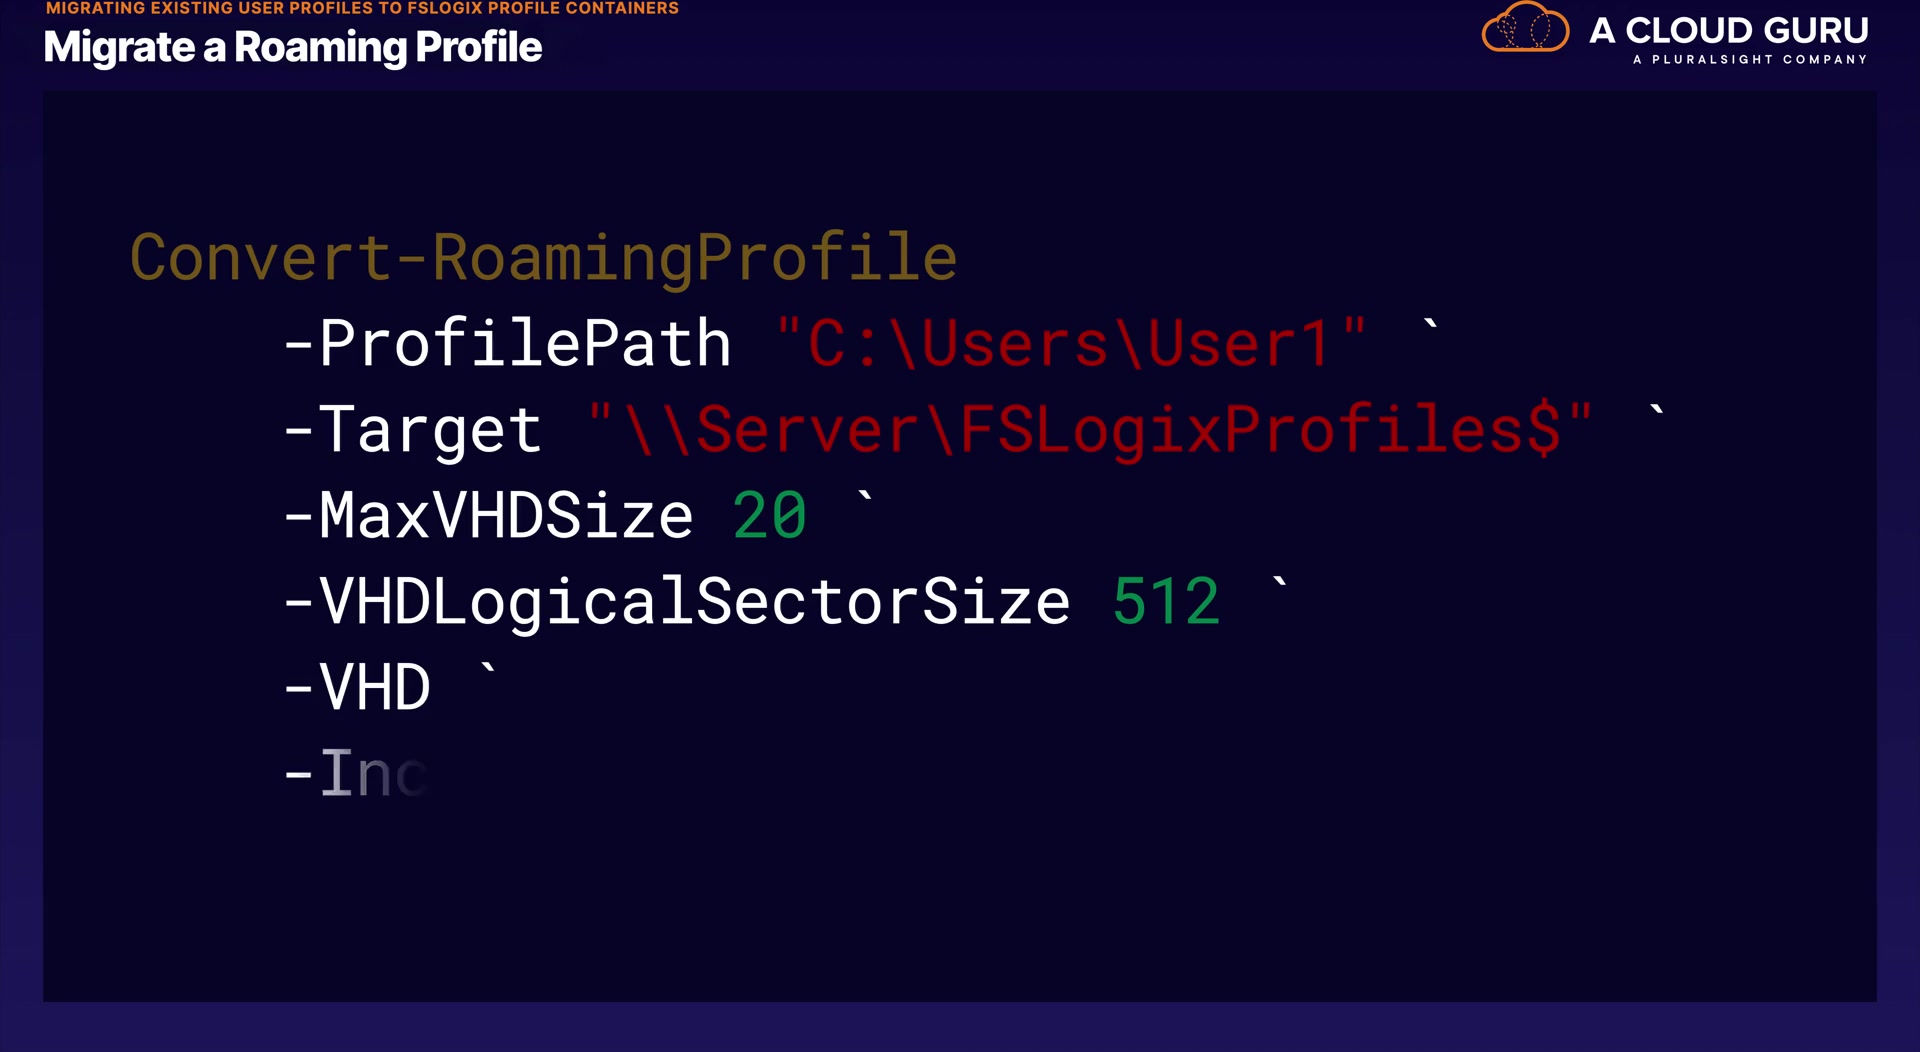 MIGRATING EXISTING USER PROFILES TO FSLOGIX PROFILE CONTAINERS
Migrate a Roaming Profile
A CLOUD GURU
A PLURALSIGHT COMPANY
Convert-RoamingProfile
-ProfilePath "C:\Users\User1" `
-Target "\\Server\FSLogixProfiles$" `
-MaxVHDSize 20 `
-VHDLogicalSectorSize 512 `
-VHD `
-Inc